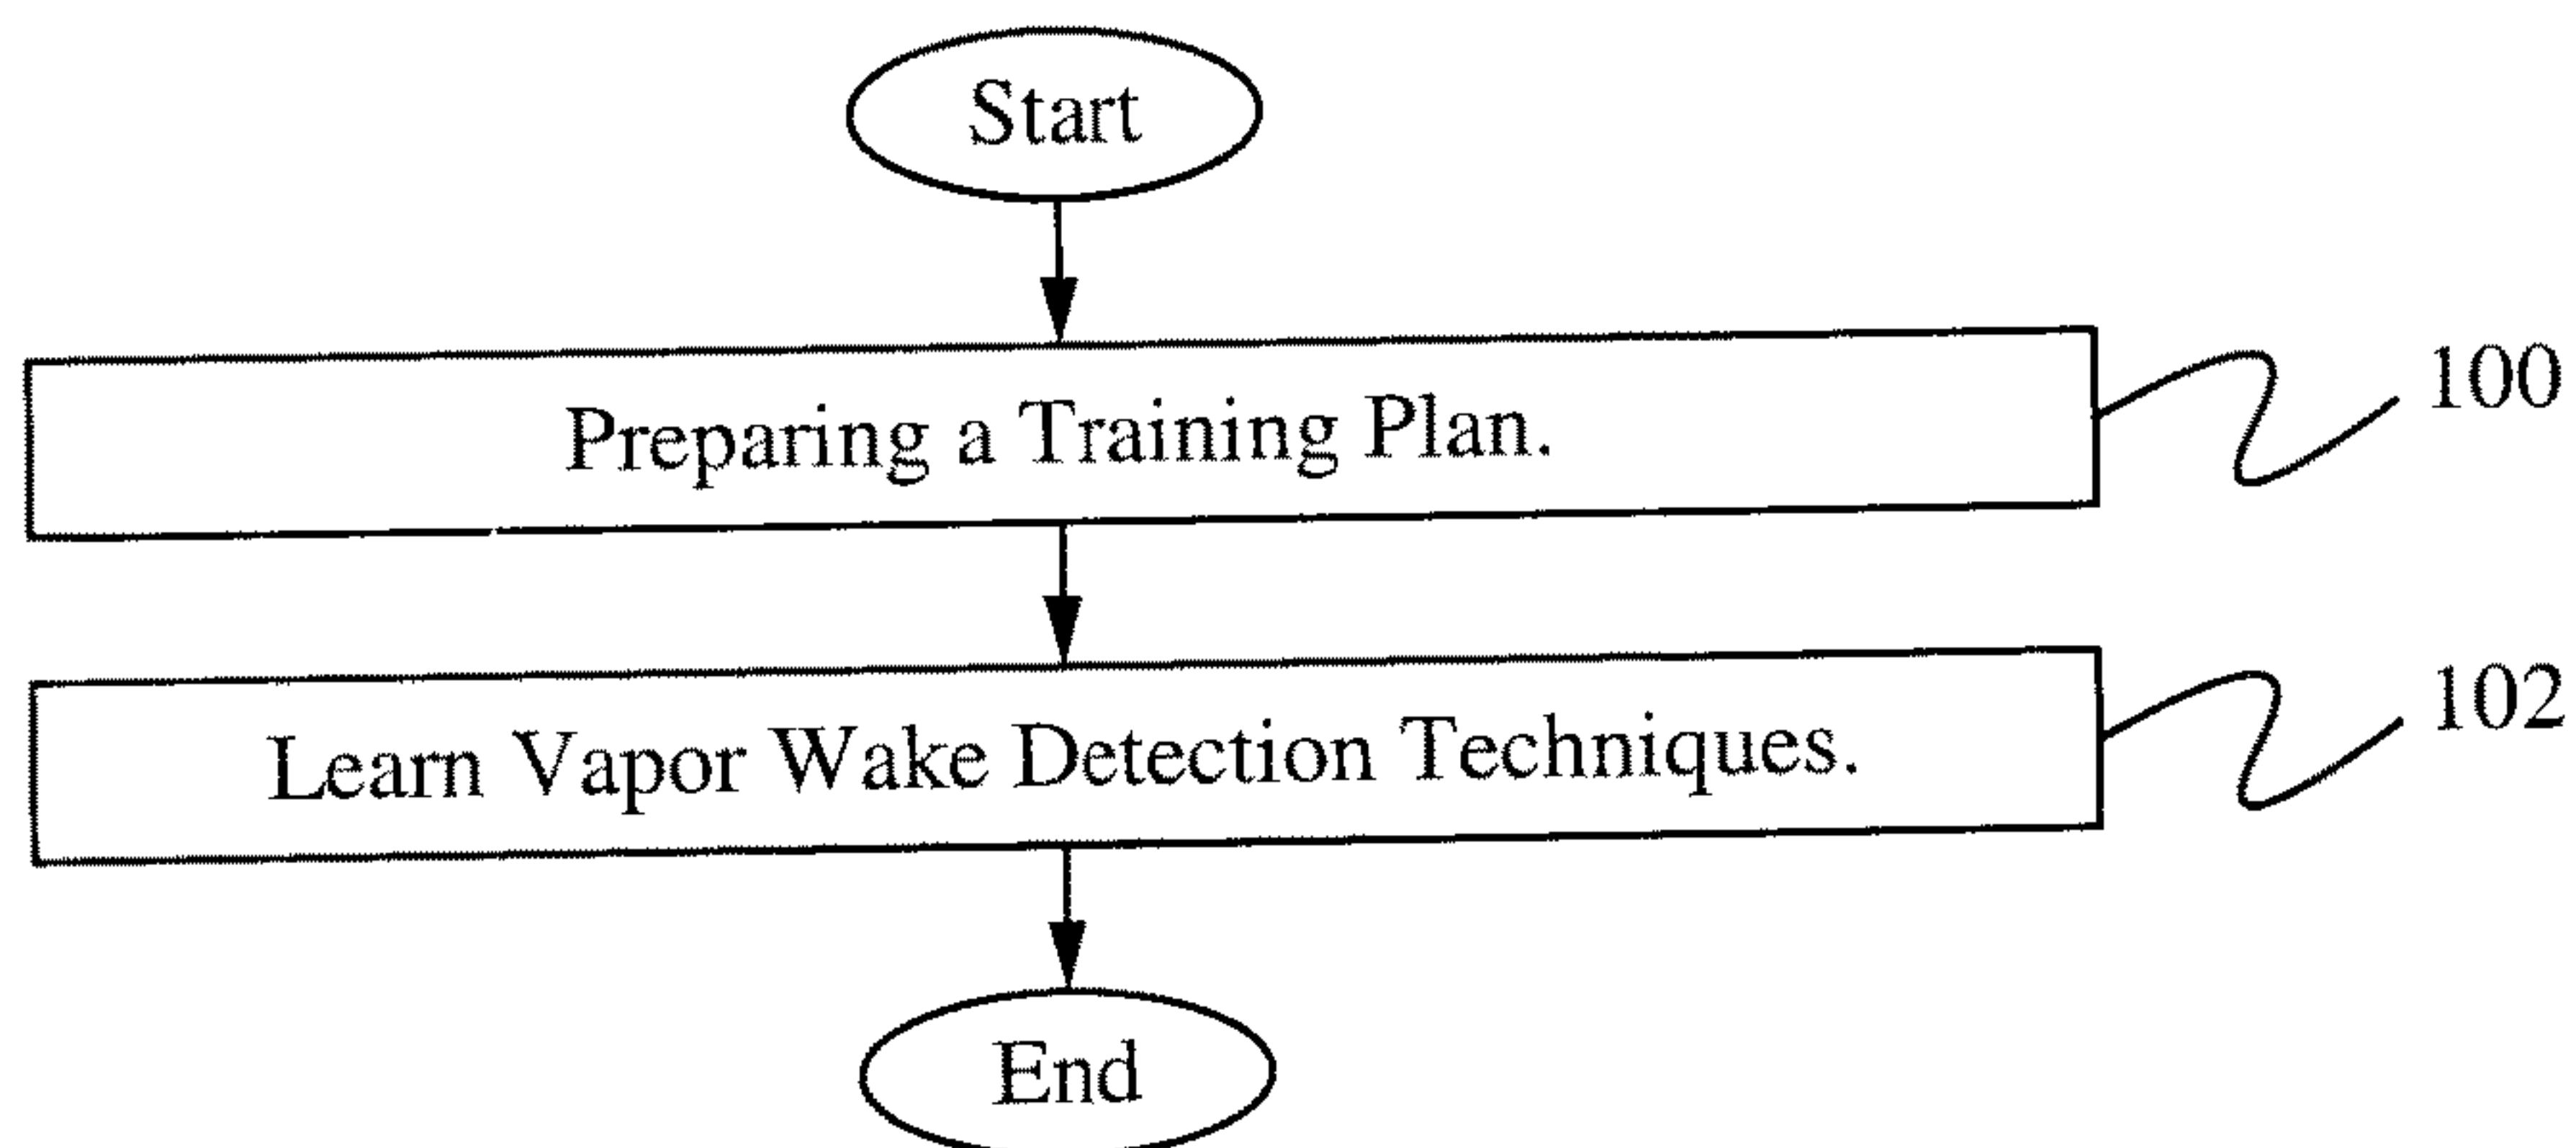 Start
Preparing a Training Plan.
100
Learn Vapor Wake Detection Techniques.
102
End